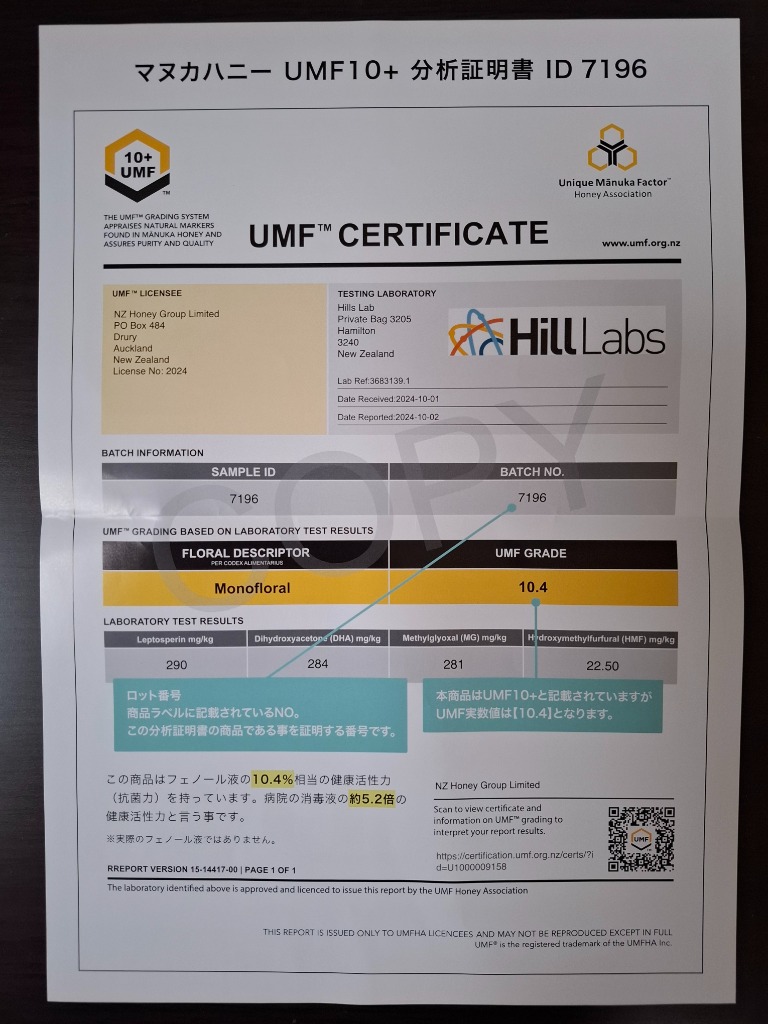 マヌカハニー UMF10+ 分析証明書 ID 7196
10+
UMF
TM
THE UMF™ GRADING SYSTEM
APPRAISES NATURAL MARKERS
FOUND IN MĀNUKA HONEY AND
ASSURES PURITY AND QUALITY
UMF™ CERTIFICATE
Unique Mānuka Factor™
Honey Association
www.umf.org.nz
UMF™ LICENSEE
NZ Honey Group Limited
PO Box 484
Drury
Auckland
New Zealand
License No: 2024
TESTING LABORATORY
Hills Lab
Private Bag 3205
Hamilton
3240
New Zealand
Hill Labs
Lab Ref:3683139.1
Date Received:2024-10-01
Date Reported:2024-10-02
COPY
BATCH INFORMATION
SAMPLE ID BATCH NO.
7196 7196
UMF™ GRADING BASED ON LABORATORY TEST RESULTS
FLORAL DESCRIPTOR UMF GRADE
PER CODEX ALIMENTARIUS
Monofloral 10.4
LABORATORY TEST RESULTS
Leptosperin mg/kg Dihydroxyacetone (DHA) mg/kg Methylglyoxal (MG) mg/kg Hydroxymethylfurfural (HMF) mg/kg
290 284 281 22.50
ロット番号
商品ラベルに記載されているNO。
この分析証明書の商品である事を証明する番号です。
本商品はUMF10+と記載されていますが
UMF実数値は【10.4】となります。
この商品はフェノール液の10.4%相当の健康活性力
（抗菌力）を持っています。病院の消毒液の約5.2倍の
健康活性力と言う事です。
※実際のフェノール液ではありません。
NZ Honey Group Limited
Scan to view certificate and
information on UMF™ grading to
interpret your report results.
https://certification.umf.org.nz/certs/?i
d=U1000009158
UMF
RREPORT VERSION 15-14417-00 | PAGE 1 OF 1
The laboratory identified above is approved and licenced to issue this report by the UMF Honey Association
THIS REPORT IS ISSUED ONLY TO UMFHA LICENCEES AND MAY NOT BE REPRODUCED EXCEPT IN FULL
UMF® is the registered trademark of the UMFHA Inc.